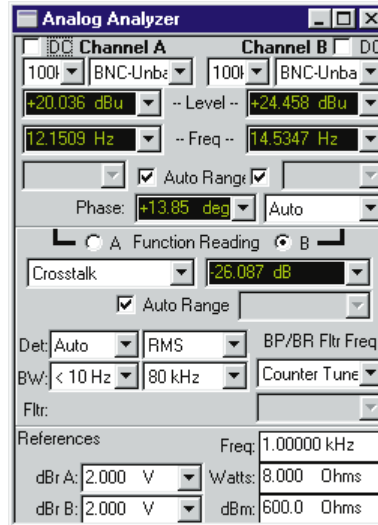 Analog Analyzer
DC Channel A Channel B DC
100k BNC-Unba 100k BNC-Unba
+20.036 dBu -- Level -- +24.458 dBu
12.1509 Hz -- Freq -- 14.5347 Hz
Auto Range
Phase: +13.85 deg Auto
A Function Reading B
Crosstalk -26.087 dB
Auto Range
Det: Auto RMS BP/BR Fltr Freq
BW: < 10 Hz 80 kHz Counter Tune
Fltr:
References Freq: 1.00000 kHz
dBr A: 2.000 V Watts: 8.000 Ohms
dBr B: 2.000 V dBm: 600.0 Ohms